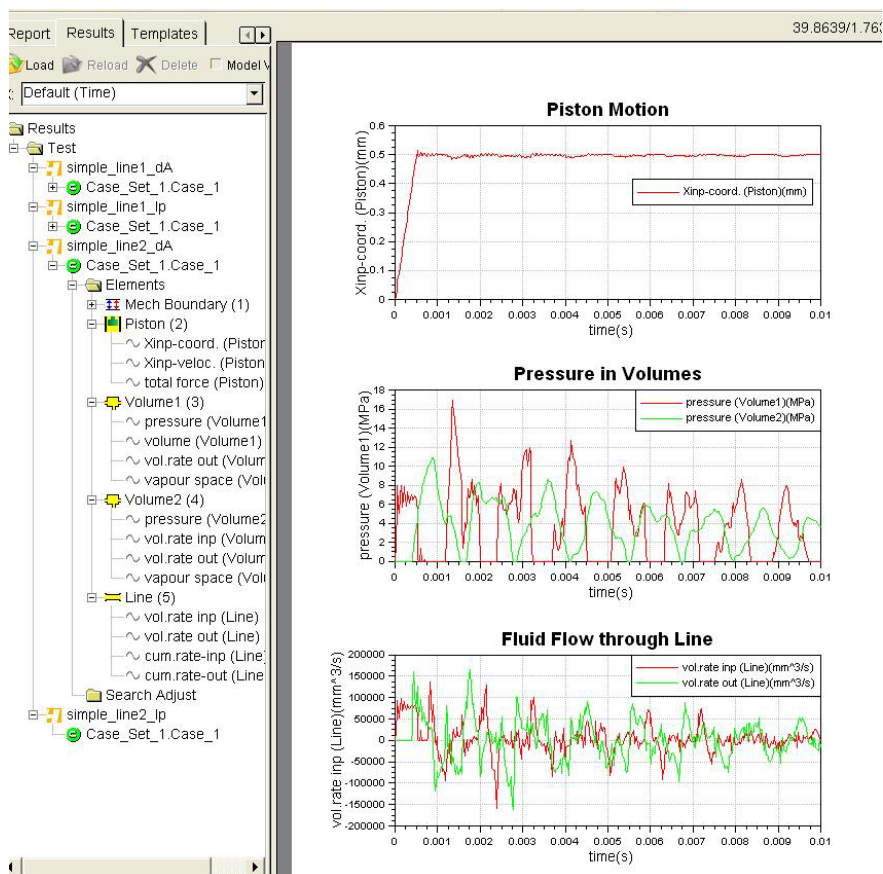 Report Results Templates
39.8639/1.763
Load Reload Delete Model V
Default (Time)
Results
Test
simple_line1_dA
Case_Set_1.Case_1
simple_line1_lp
Case_Set_1.Case_1
simple_line2_dA
Case_Set_1.Case_1
Elements
Mech Boundary (1)
Piston (2)
Xinp-coord. (Piston
Xinp-veloc. (Piston
total force (Piston)
Volume1 (3)
pressure (Volume1
volume (Volume1)
vol.rate out (Volum
vapour space (Volu
Volume2 (4)
pressure (Volume2
vol.rate inp (Volum
vol.rate out (Volum
vapour space (Volu
Line (5)
vol.rate inp (Line)
vol.rate out (Line)
cum.rate-inp (Line
cum.rate-out (Line
Search Adjust
simple_line2_lp
Case_Set_1.Case_1
Piston Motion
Xinp-coord. (Piston)(mm)
0.6
0.5
0.4
0.3
0.2
0.1
0
Xinp-coord. (Piston)(mm)
0 0.001 0.002 0.003 0.004 0.005 0.006 0.007 0.008 0.009 0.01
time(s)
Pressure in Volumes
pressure (Volume1)(MPa)
18
16
14
12
10
8
6
4
2
0
pressure (Volume1)(MPa)
pressure (Volume2)(MPa)
0 0.001 0.002 0.003 0.004 0.005 0.006 0.007 0.008 0.009 0.01
time(s)
Fluid Flow through Line
vol.rate inp (Line)(mm^3/s)
200000
150000
100000
50000
0
-50000
-100000
-150000
-200000
vol.rate inp (Line)(mm^3/s)
vol.rate out (Line)(mm^3/s)
0 0.001 0.002 0.003 0.004 0.005 0.006 0.007 0.008 0.009 0.01
time(s)